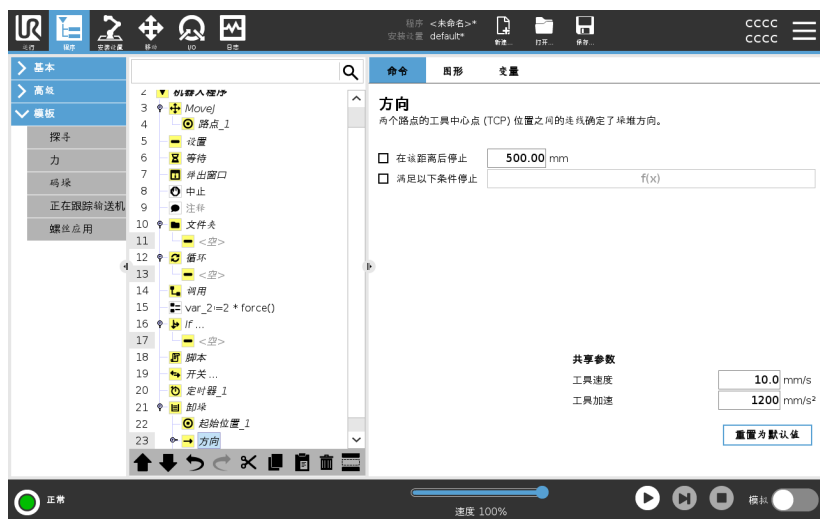 程序 <未命名>*
安装设置 default*
运行 程序 安装设置 移动 I/O 日志
新建... 打开... 保存...
cccc
cccc
基本
高级
模板
探寻
力
码垛
正在跟踪输送机
螺丝应用
2 机器人程序
3 MoveJ
4 路点_1
5 设置
6 等待
7 弹出窗口
8 中止
9 注释
10 文件夹
11 <空>
12 循环
13 <空>
14 调用
15 var_2≔2 * force()
16 If ...
17 <空>
18 脚本
19 开关 ...
20 定时器_1
21 卸垛
22 起始位置_1
23 方向
命令 图形 变量
方向
两个路点的工具中心点 (TCP) 位置之间的连线确定了垛堆方向。
在该距离后停止 500.00 mm
满足以下条件停止 f(x)
共享参数
工具速度 10.0 mm/s
工具加速 1200 mm/s²
重置为默认值
正常
速度 100%
模拟